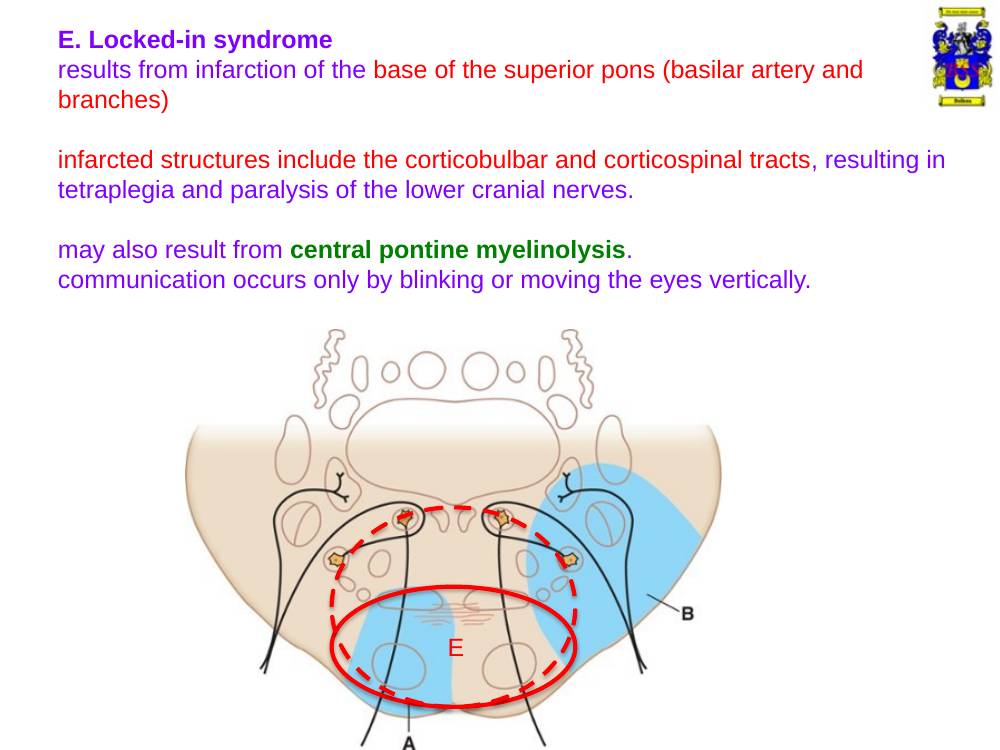 E. Locked-in syndrome
results from infarction of the base of the superior pons (basilar artery and
branches)
infarcted structures include the corticobulbar and corticospinal tracts, resulting in
tetraplegia and paralysis of the lower cranial nerves.
may also result from central pontine myelinolysis.
communication occurs only by blinking or moving the eyes vertically.
B
E
A